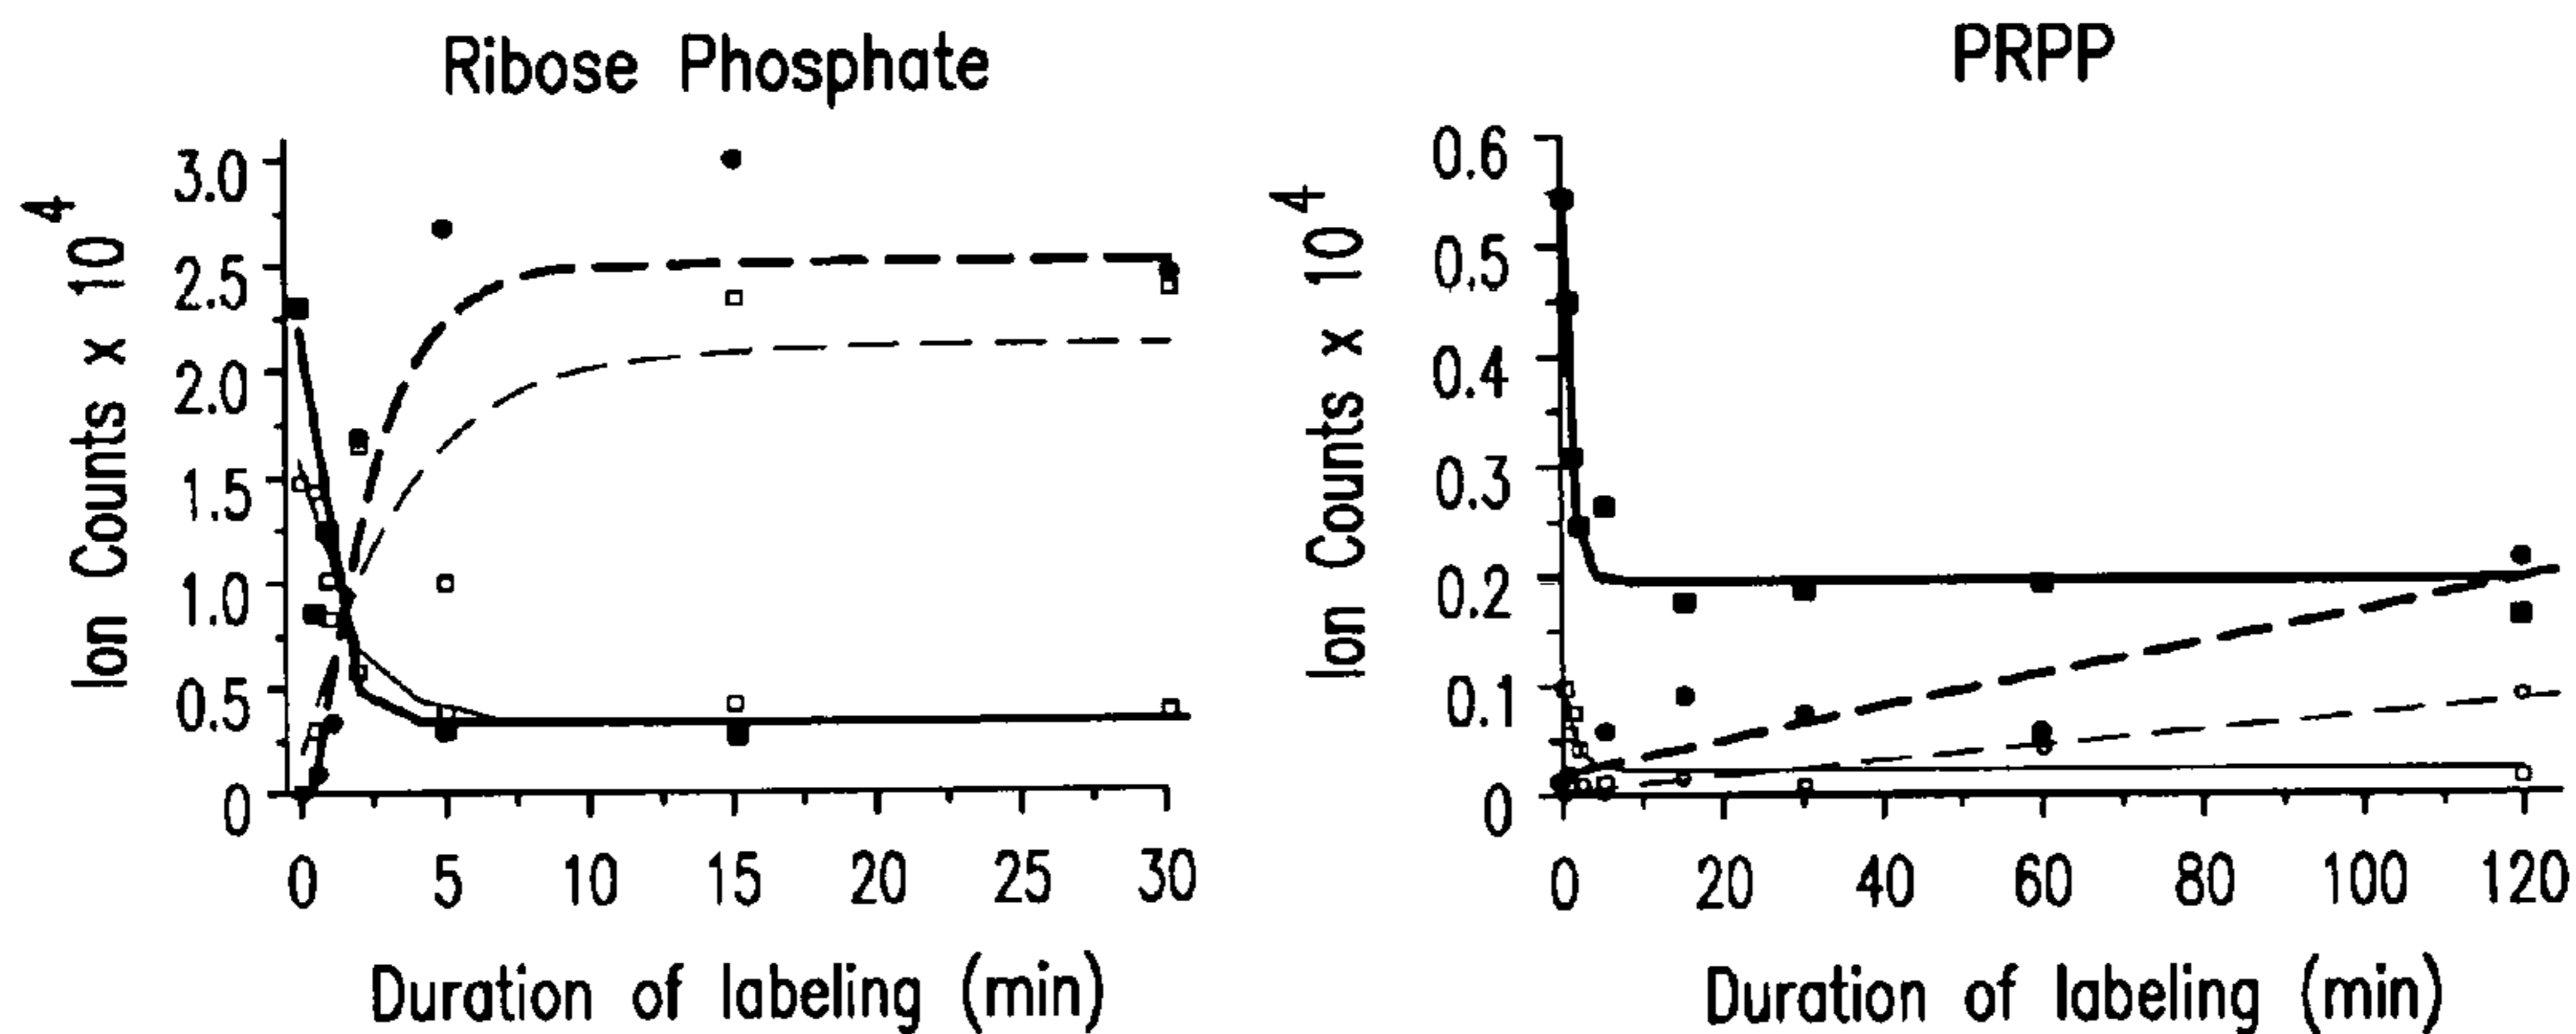 Ribose Phosphate
Ion Counts x 10^4
3.0
2.5
2.0
1.5
1.0
0.5
0
0 5 10 15 20 25 30
Duration of labeling (min)
PRPP
Ion Counts x 10^4
0.6
0.5
0.4
0.3
0.2
0.1
0
0 20 40 60 80 100 120
Duration of labeling (min)